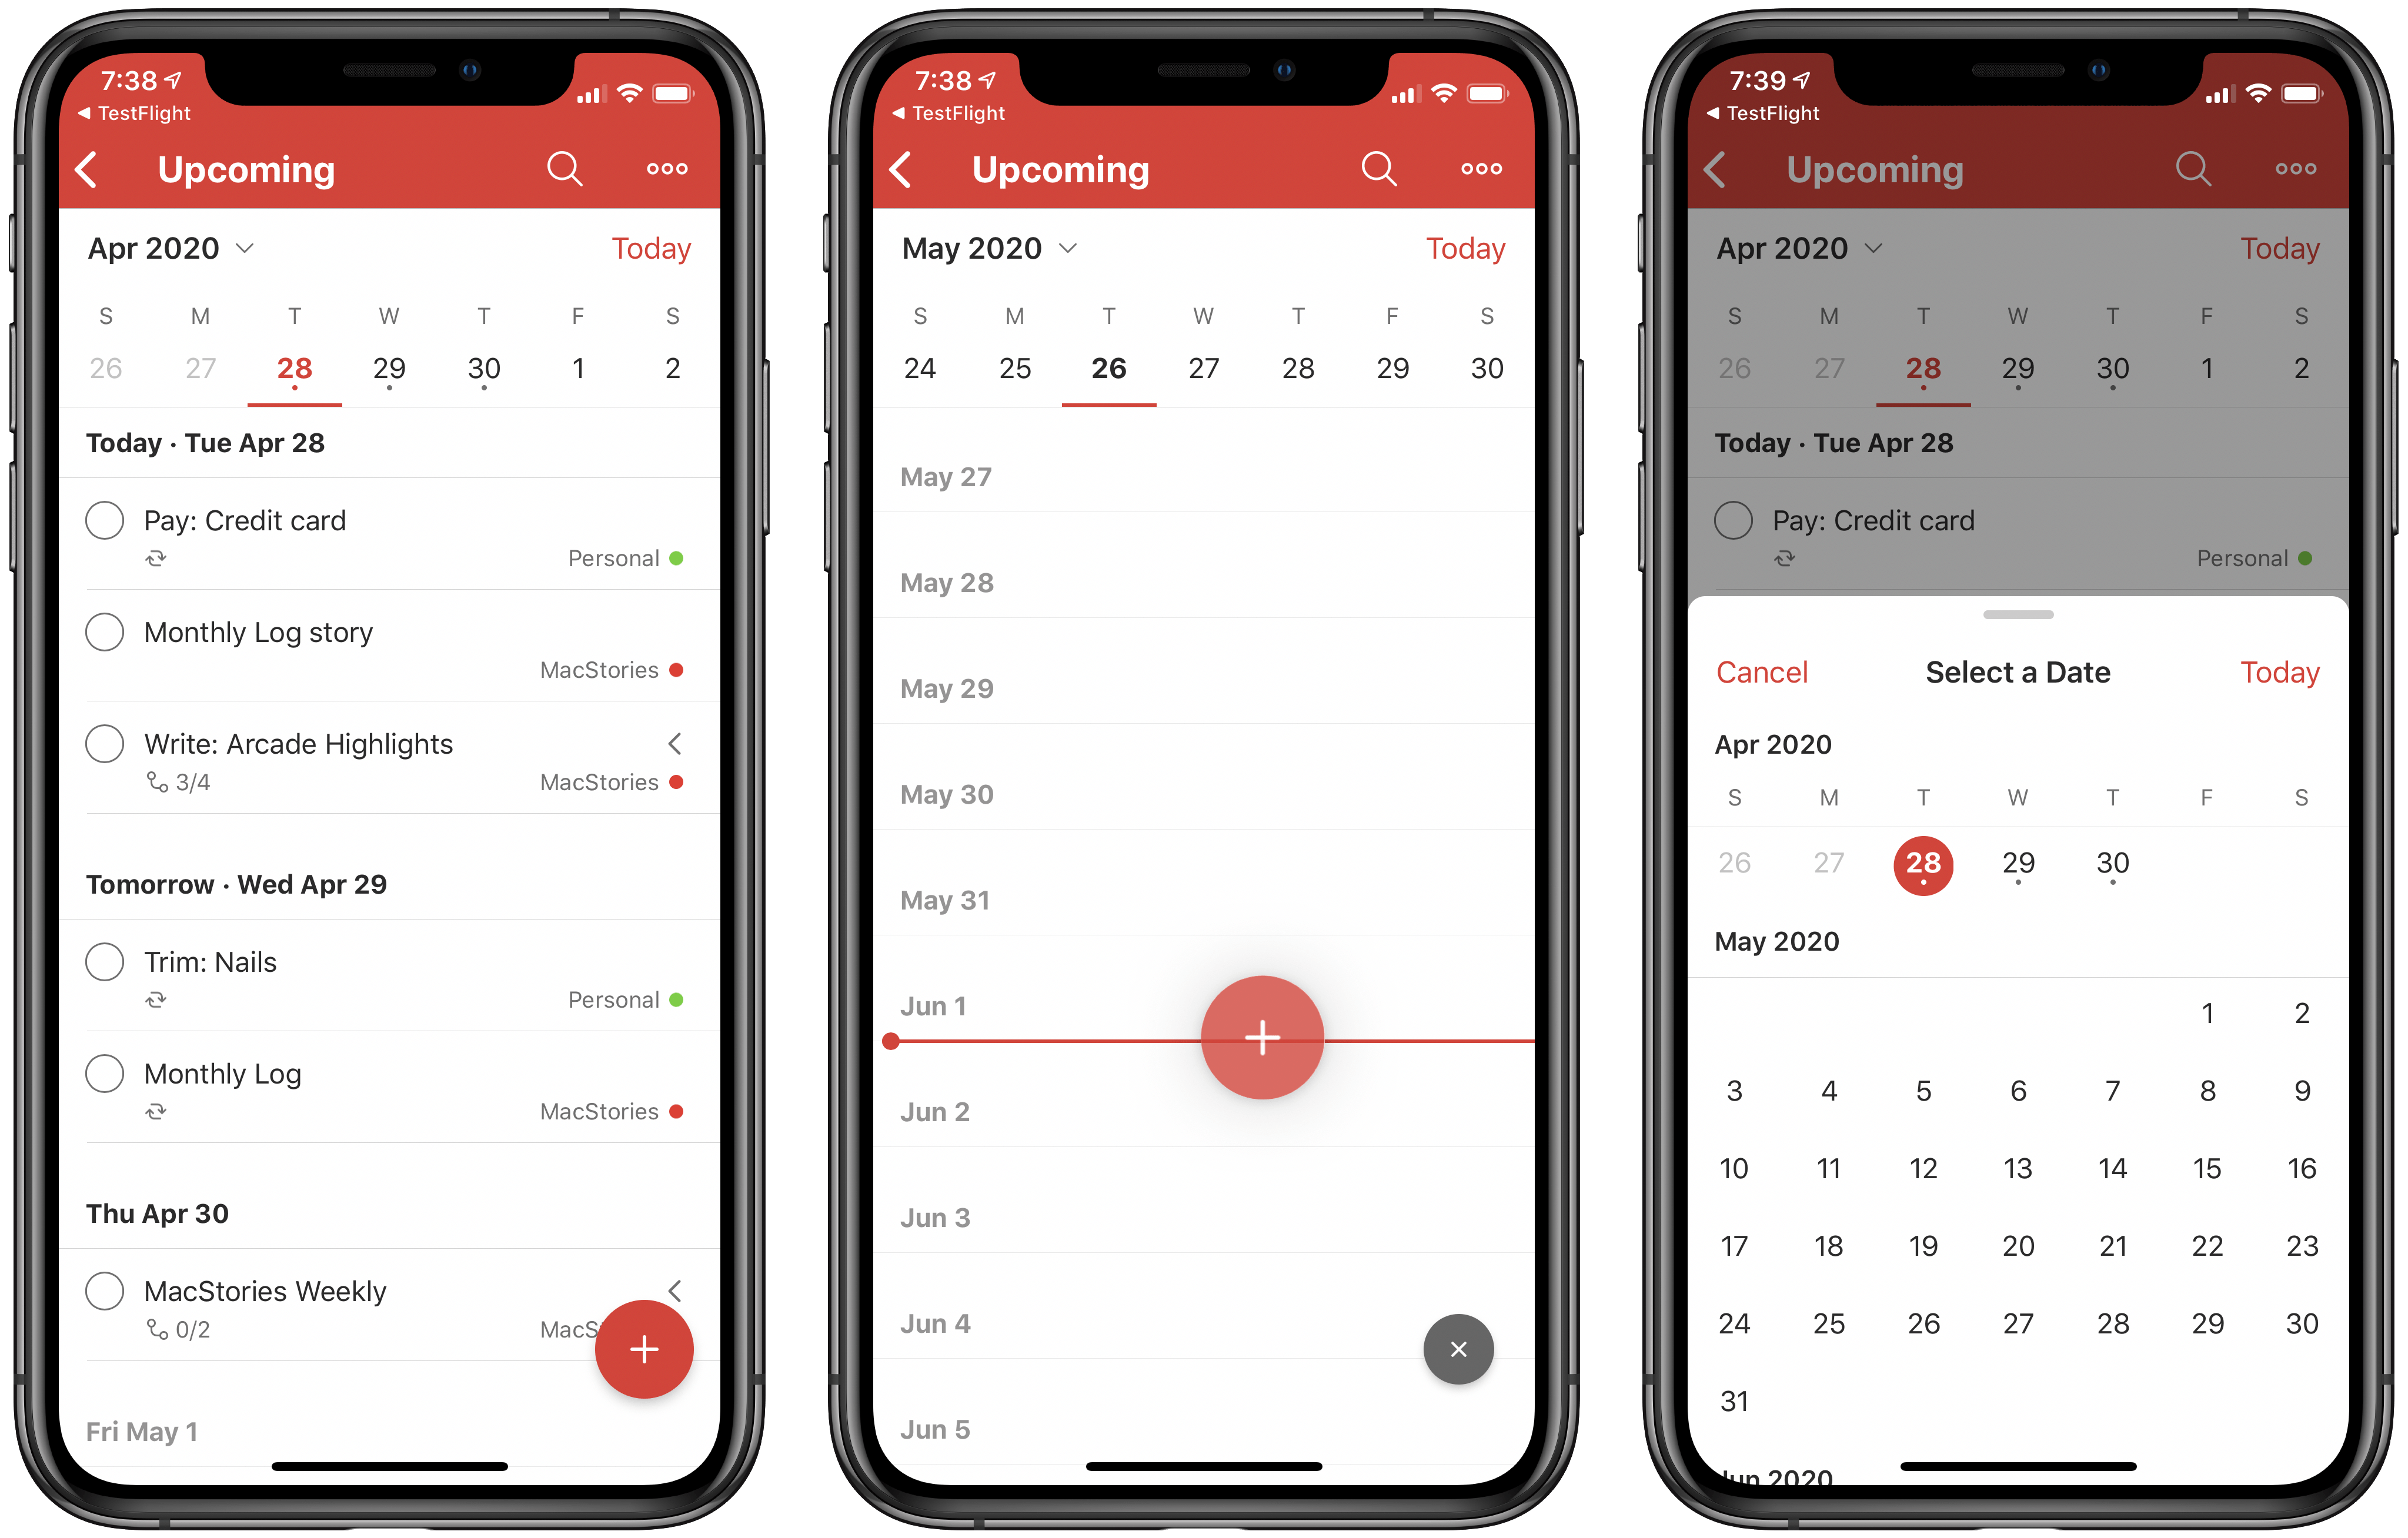 7:38
◀ TestFlight
Upcoming
Apr 2020
Today
S M T W T F S
26 27 28 29 30 1 2
Today · Tue Apr 28
Pay: Credit card
Personal
Monthly Log story
MacStories
Write: Arcade Highlights
3/4
MacStories
Tomorrow · Wed Apr 29
Trim: Nails
Personal
Monthly Log
MacStories
Thu Apr 30
MacStories Weekly
0/2
MacS
Fri May 1
7:38
◀ TestFlight
Upcoming
May 2020
Today
S M T W T F S
24 25 26 27 28 29 30
May 27
May 28
May 29
May 30
May 31
Jun 1
Jun 2
Jun 3
Jun 4
Jun 5
7:39
◀ TestFlight
Upcoming
Apr 2020
Today
S M T W T F S
26 27 28 29 30 1 2
Today · Tue Apr 28
Pay: Credit card
Personal
Cancel
Select a Date
Today
Apr 2020
S M T W T F S
26 27 28 29 30
May 2020
1 2
3 4 5 6 7 8 9
10 11 12 13 14 15 16
17 18 19 20 21 22 23
24 25 26 27 28 29 30
31
Jun 2020